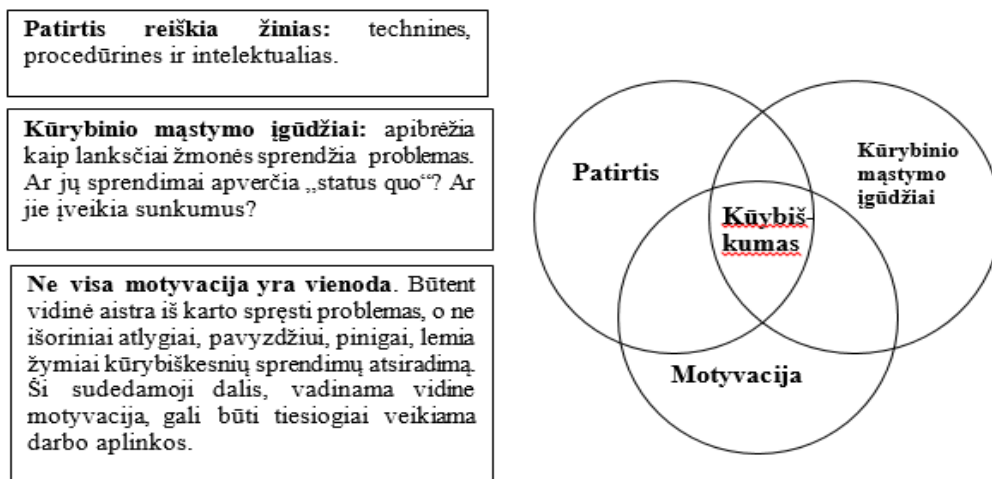 Patirtis reiškia žinias: technines,
procedūrines ir intelektualias.
Kūrybinio mąstymo įgūdžiai: apibrėžia
kaip lanksčiai žmonės sprendžia problemas.
Ar jų sprendimai apverčia „status quo“? Ar
jie įveikia sunkumus?
Ne visa motyvacija yra vienoda. Būtent
vidinė aistra iš karto spręsti problemas, o ne
išoriniai atlygiai, pavyzdžiui, pinigai, lemia
žymiai kūrybiškesnių sprendimų atsiradimą.
Ši sudedamoji dalis, vadinama vidine
motyvacija, gali būti tiesiogiai veikiama
darbo aplinkos.
Patirtis
Kūrybinio
mąstymo
įgūdžiai
Kūybiš-
kumas
Motyvacija